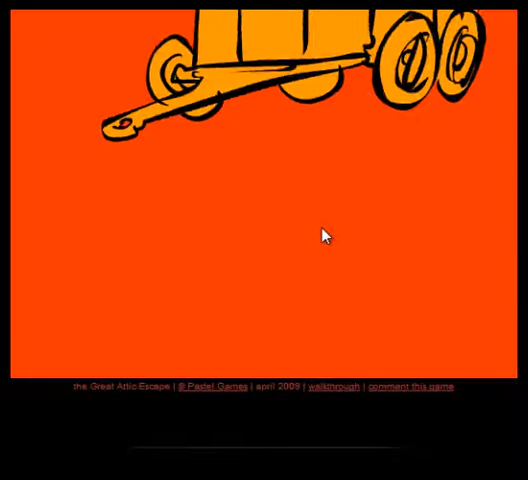 the Great Attic Escape | @ Pastel Games | april 2009 | walkthrough | comment this game